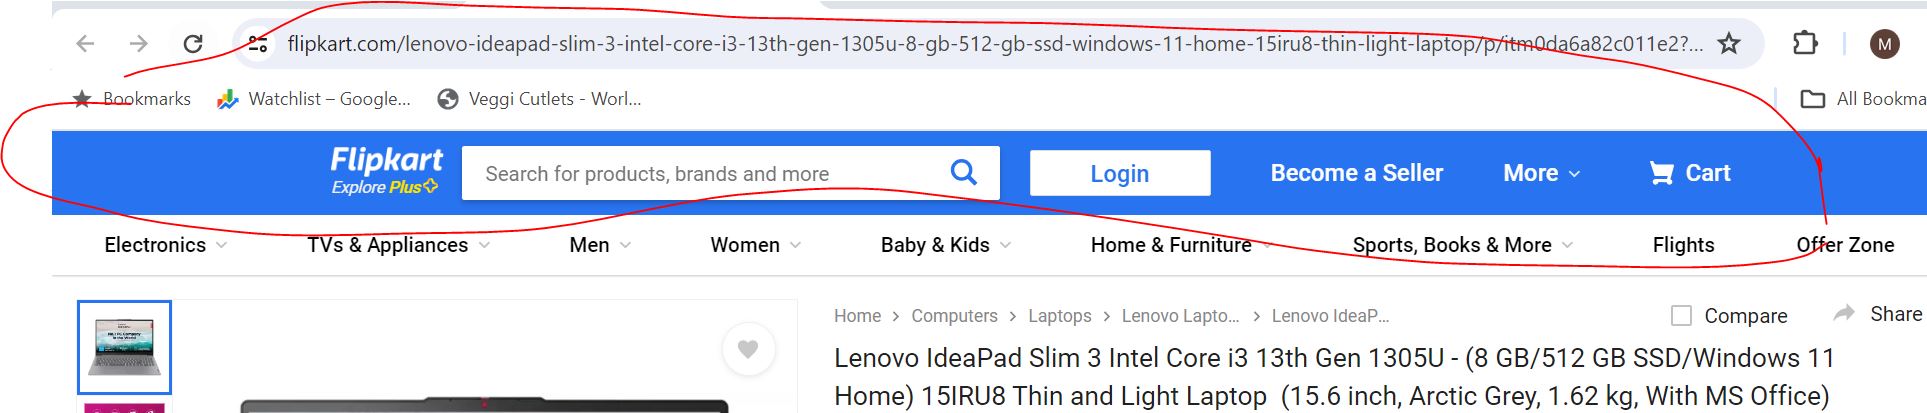 flipkart.com/lenovo-ideapad-slim-3-intel-core-i3-13th-gen-1305u-8-gb-512-gb-ssd-windows-11-home-15iru8-thin-light-laptop/p/itm0da6a82c011e2?...
M
Bookmarks Watchlist – Google... Veggi Cutlets - Worl... All Bookma
Flipkart
Explore Plus
Search for products, brands and more Login Become a Seller More Cart
Electronics TVs & Appliances Men Women Baby & Kids Home & Furniture Sports, Books & More Flights Offer Zone
Home > Computers > Laptops > Lenovo Lapto... > Lenovo IdeaP... Compare Share
Lenovo IdeaPad Slim 3 Intel Core i3 13th Gen 1305U - (8 GB/512 GB SSD/Windows 11
Home) 15IRU8 Thin and Light Laptop (15.6 inch, Arctic Grey, 1.62 kg, With MS Office)